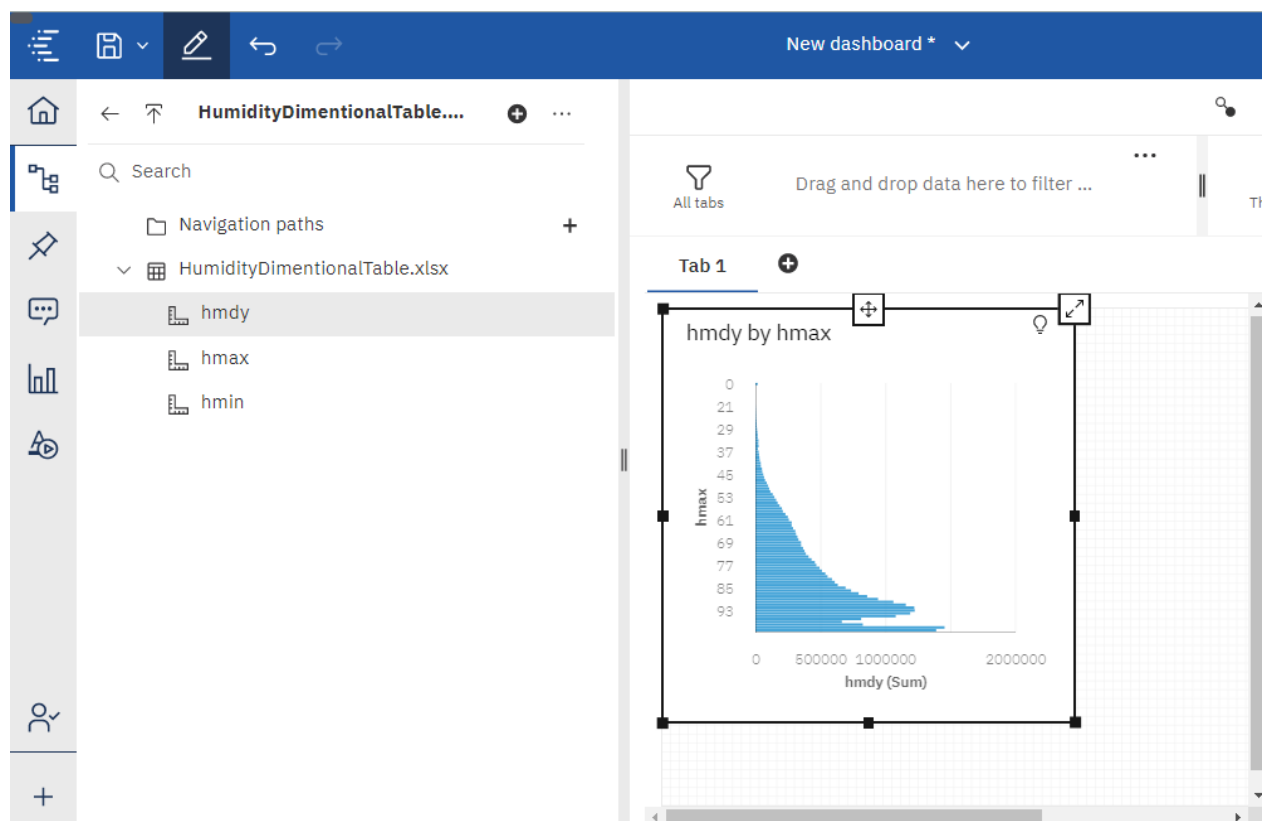 New dashboard *
HumidityDimentionalTable....
Search
Navigation paths
HumidityDimentionalTable.xlsx
hmdy
hmax
hmin
All tabs
Drag and drop data here to filter ...
Th
Tab 1
hmdy by hmax
hmax
0
21
29
37
45
53
61
69
77
85
93
0 500000 1000000 2000000
hmdy (Sum)